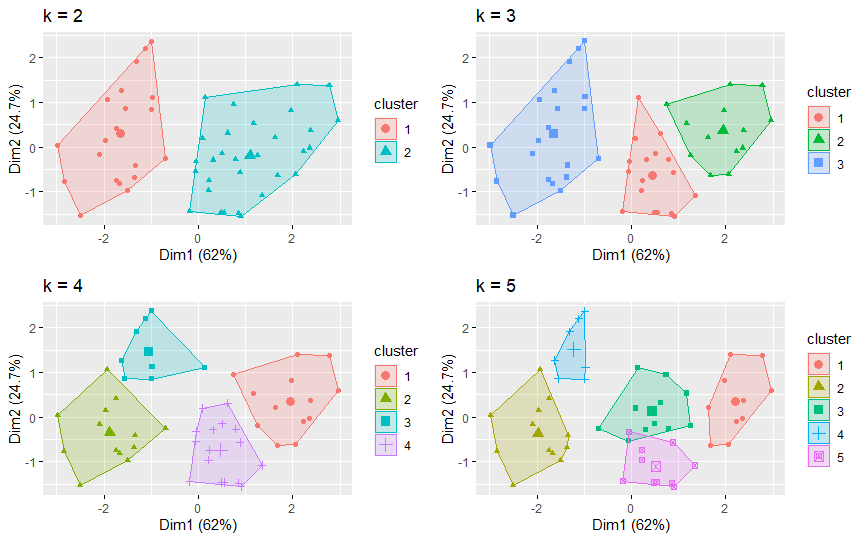 k = 2
k = 3
2
1
0
-1
Dim2 (24.7%)
-2
0
2
Dim1 (62%)
cluster
1
2
2
1
0
-1
Dim2 (24.7%)
-2
0
2
Dim1 (62%)
cluster
1
2
3
k = 4
k = 5
2
1
0
-1
Dim2 (24.7%)
-2
0
2
Dim1 (62%)
cluster
1
2
3
4
2
1
0
-1
Dim2 (24.7%)
-2
0
2
Dim1 (62%)
cluster
1
2
3
4
5